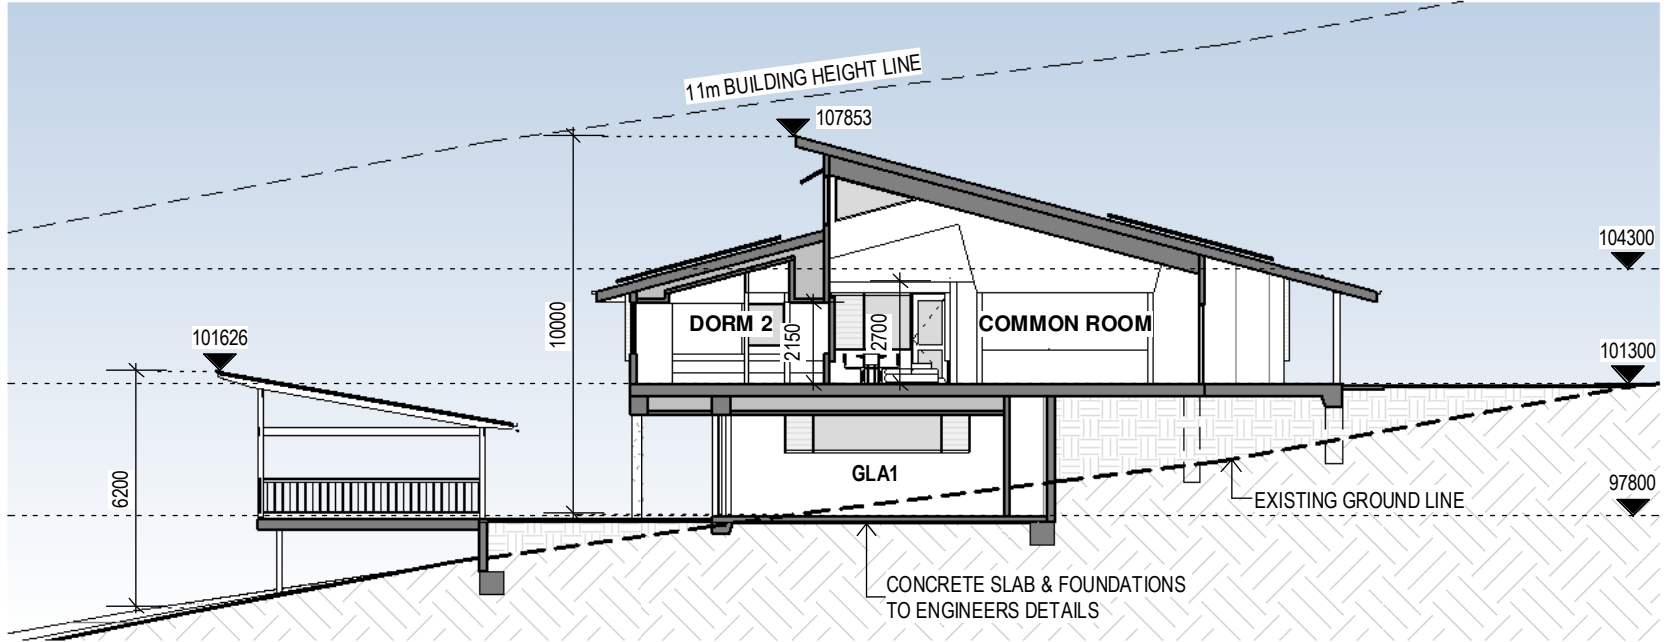 11m BUILDING HEIGHT LINE
107853
104300
10000
DORM 2
2150
2700
COMMON ROOM
101626
101300
6200
GLA1
97800
EXISTING GROUND LINE
CONCRETE SLAB & FOUNDATIONS
TO ENGINEERS DETAILS